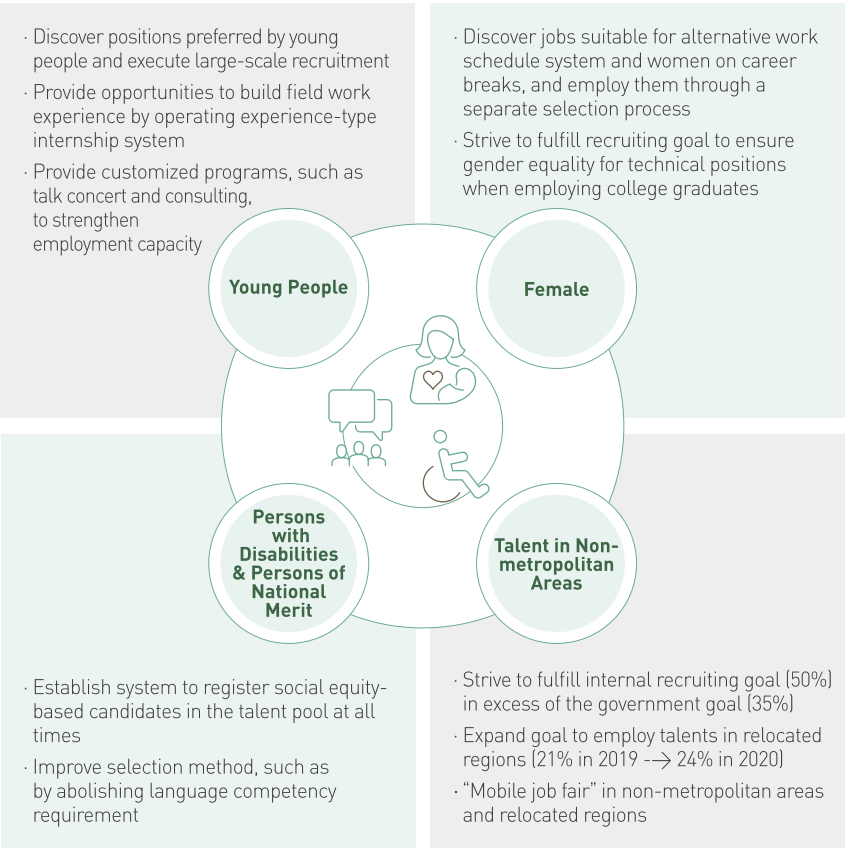 · Discover positions preferred by young
people and execute large-scale recruitment
· Provide opportunities to build field work
experience by operating experience-type
internship system
· Provide customized programs, such as
talk concert and consulting,
to strengthen
employment capacity
Young People
· Discover jobs suitable for alternative work
schedule system and women on career
breaks, and employ them through a
separate selection process
· Strive to fulfill recruiting goal to ensure
gender equality for technical positions
when employing college graduates
Female
Persons
with
Disabilities
& Persons of
National
Merit
· Establish system to register social equity-
based candidates in the talent pool at all
times
· Improve selection method, such as
by abolishing language competency
requirement
Talent in Non-
metropolitan
Areas
· Strive to fulfill internal recruiting goal (50%)
in excess of the government goal (35%)
· Expand goal to employ talents in relocated
regions (21% in 2019 --> 24% in 2020)
· “Mobile job fair” in non-metropolitan areas
and relocated regions